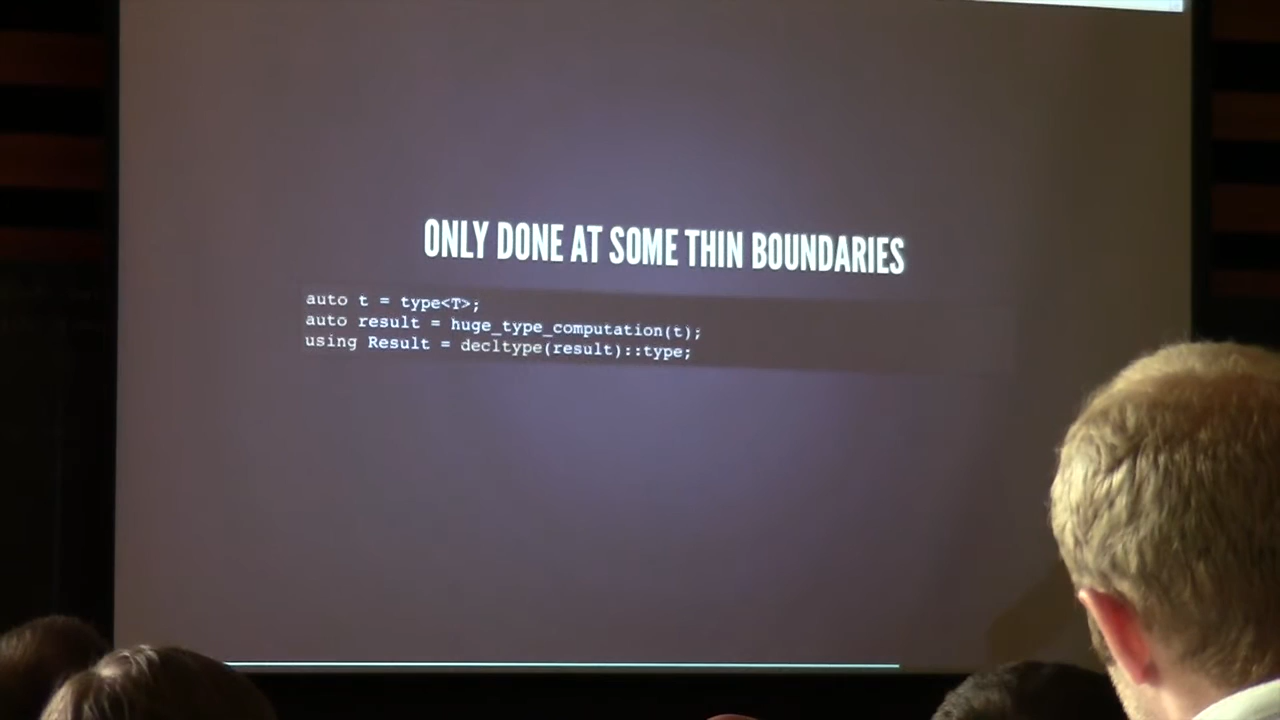 ONLY DONE AT SOME THIN BOUNDARIES
auto t = type<T>;
auto result = huge_type_computation(t);
using Result = decltype(result)::type;